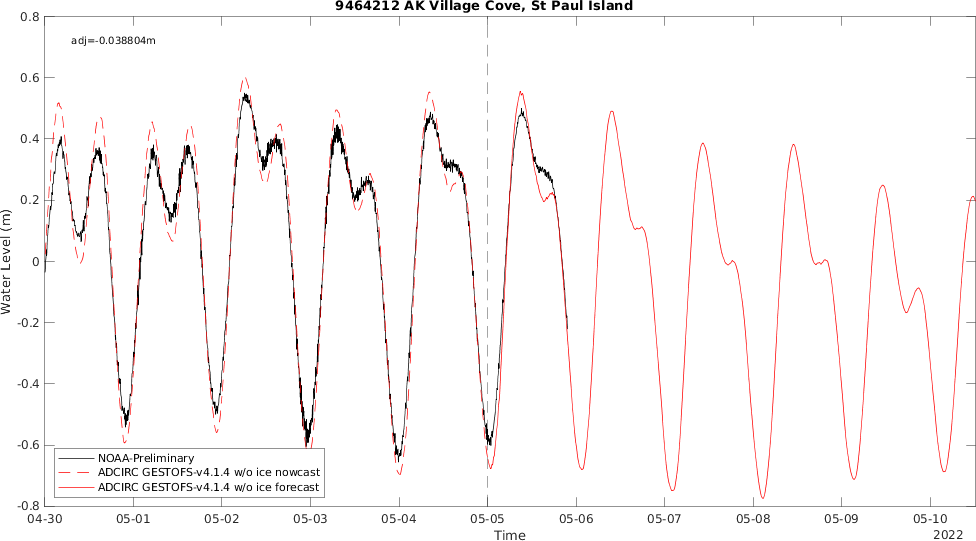 9464212 AK Village Cove, St Paul Island
adj=-0.038804m
Water Level (m)
0.8
0.6
0.4
0.2
0
-0.2
-0.4
-0.6
-0.8
NOAA-Preliminary
ADCIRC GESTOFS-v4.1.4 w/o ice nowcast
ADCIRC GESTOFS-v4.1.4 w/o ice forecast
04-30 05-01 05-02 05-03 05-04 05-05 05-06 05-07 05-08 05-09 05-10
Time
2022